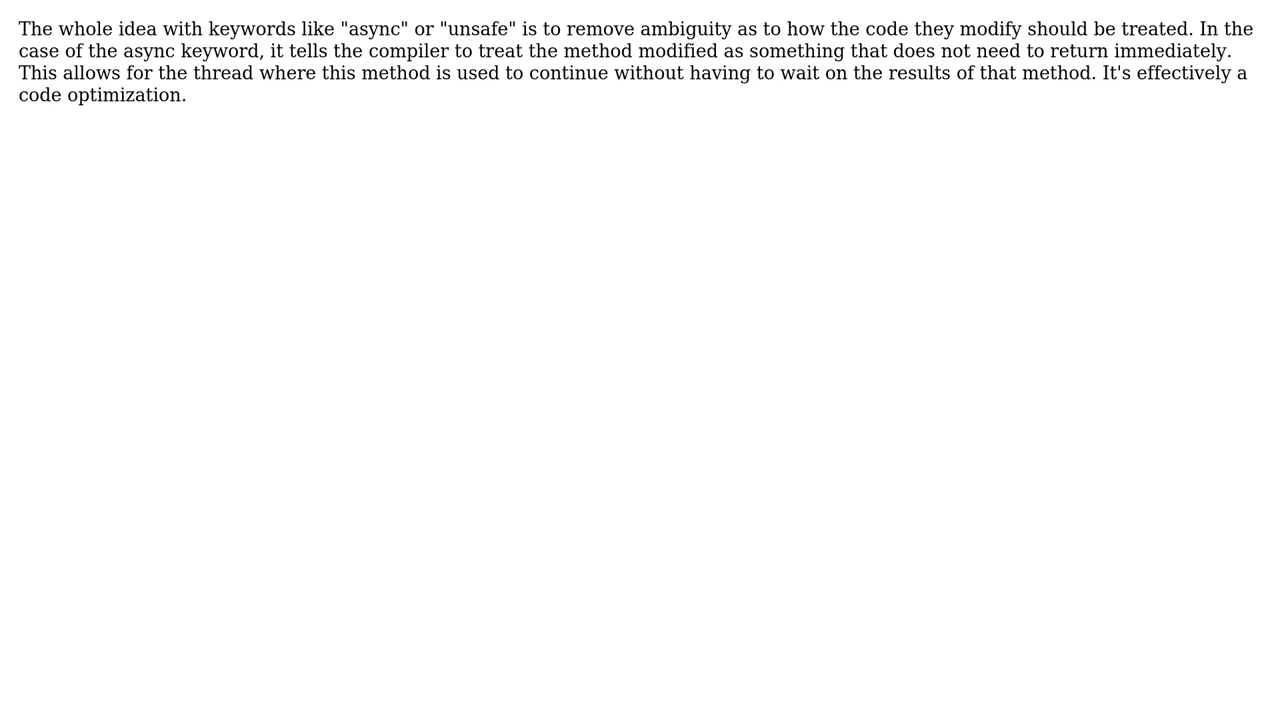 The whole idea with keywords like "async" or "unsafe" is to remove ambiguity as to how the code they modify should be treated. In the
case of the async keyword, it tells the compiler to treat the method modified as something that does not need to return immediately.
This allows for the thread where this method is used to continue without having to wait on the results of that method. It's effectively a
code optimization.